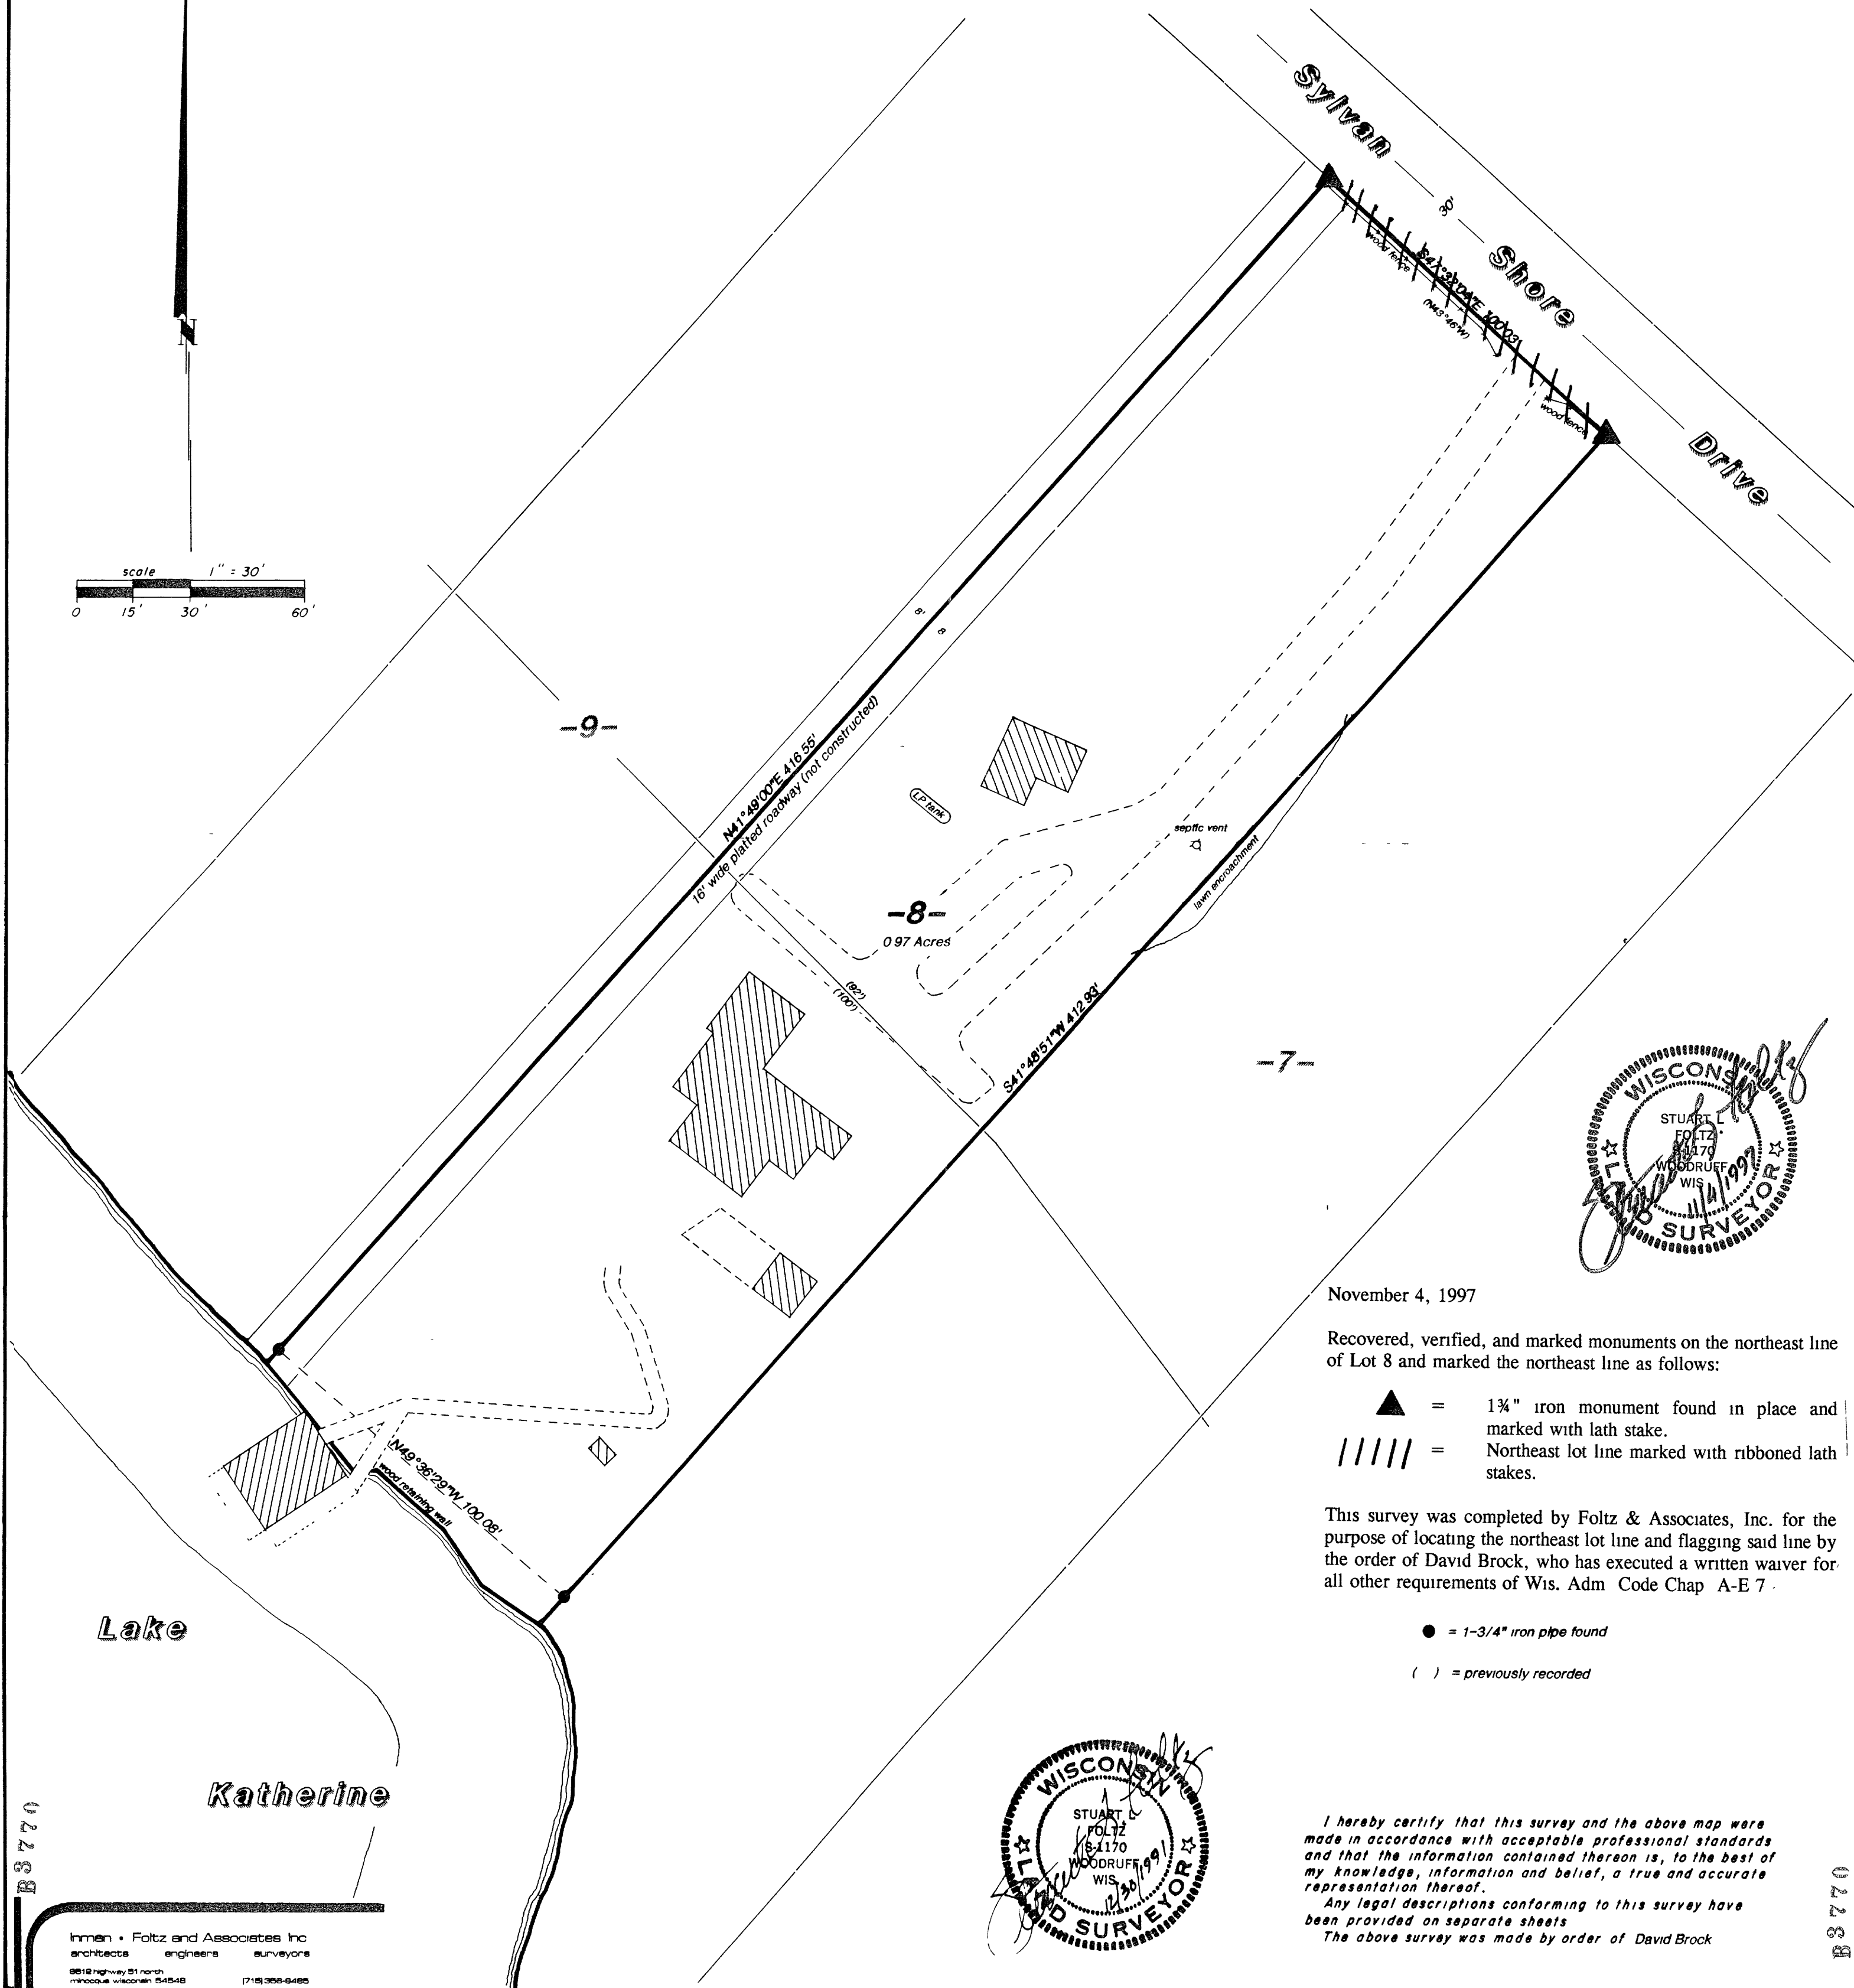 Sylvan
Shore
Drive
30'
wood fence
(N43°46'W)
wood fence
N
scale 1" = 30'
0 15' 30' 60'
8'
8
-9-
N41°49'00"E 416 55'
16' wide platted roadway (not constructed)
LP tank
septic vent
lawn encroachment
-8-
0 97 Acres
(92')
(100')
S41°48'51"W 412 93'
-7-
N49°36'29"W 100 08'
wood retaining wall
Lake
Katherine
WISCONSIN
STUART L
FOLTZ
S-1170
WOODRUFF
WIS
LAND SURVEYOR
11/4/1997
November 4, 1997
Recovered, verified, and marked monuments on the northeast line
of Lot 8 and marked the northeast line as follows:
= 1¾" iron monument found in place and
marked with lath stake.
= Northeast lot line marked with ribboned lath
stakes.
This survey was completed by Foltz & Associates, Inc. for the
purpose of locating the northeast lot line and flagging said line by
the order of David Brock, who has executed a written waiver for
all other requirements of Wis. Adm Code Chap A-E 7
= 1-3/4" iron pipe found
( ) = previously recorded
WISCONSIN
STUART L
FOLTZ
S-1170
WOODRUFF
WIS
LAND SURVEYOR
12/30/1991
I hereby certify that this survey and the above map were
made in accordance with acceptable professional standards
and that the information contained thereon is, to the best of
my knowledge, information and belief, a true and accurate
representation thereof.
Any legal descriptions conforming to this survey have
been provided on separate sheets
The above survey was made by order of David Brock
B3770
B3770
Inman • Foltz and Associates Inc
architects engineers surveyors
8612 highway 51 north
minocqua wisconsin 54548 (715) 356-9485